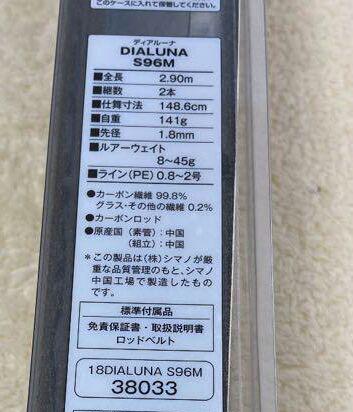 このケースに入れて保管してください。
ディアルーナ
DIALUNA
S96M
■全長 2.90m
■継数 2本
■仕舞寸法 148.6cm
■自重 141g
■先径 1.8mm
■ルアーウェイト
8～45g
■ライン(PE) 0.8～2号
●カーボン繊維 99.8%
グラス・その他の繊維 0.2%
●カーボンロッド
●原産国 (素管):中国
(組立):中国
＊この製品は(株)シマノが厳
重な品質管理のもと、シマノ
中国工場で製造したもの
です。
標準付属品
免責保証書・取扱説明書
ロッドベルト
18DIALUNA S96M
38033